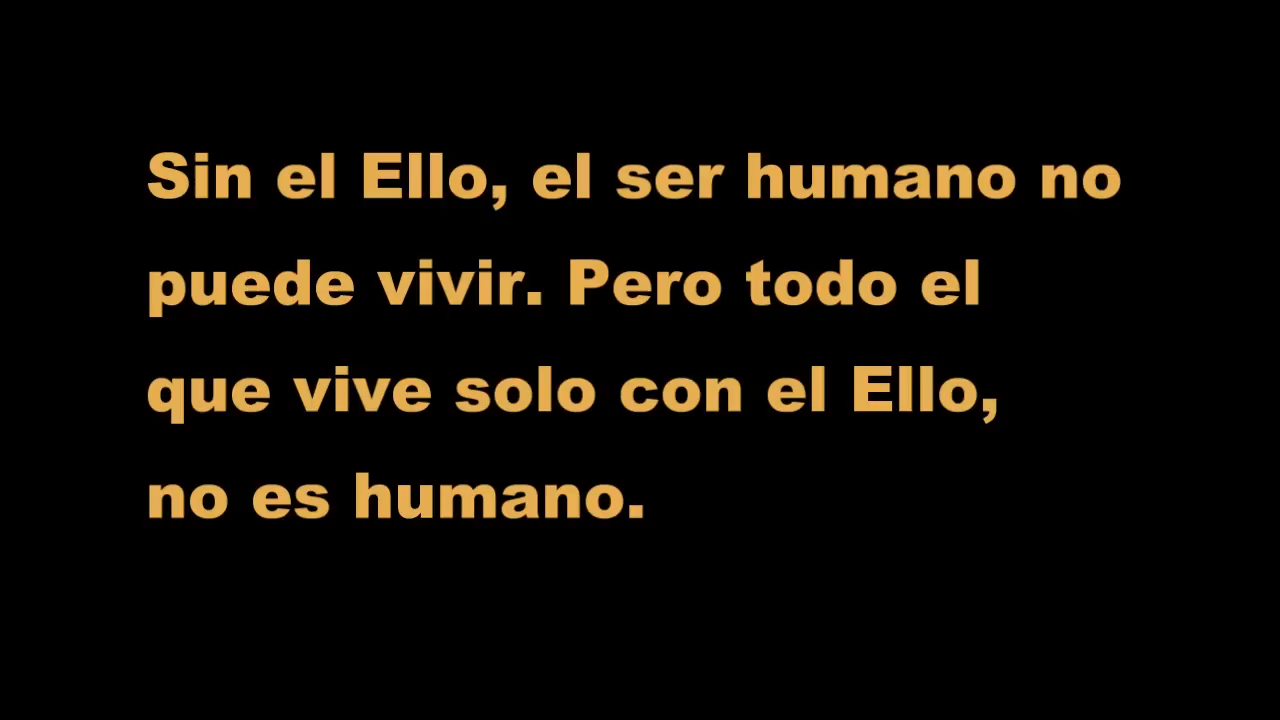 Sin el Ello, el ser humano no
puede vivir. Pero todo el
que vive solo con el Ello,
no es humano.